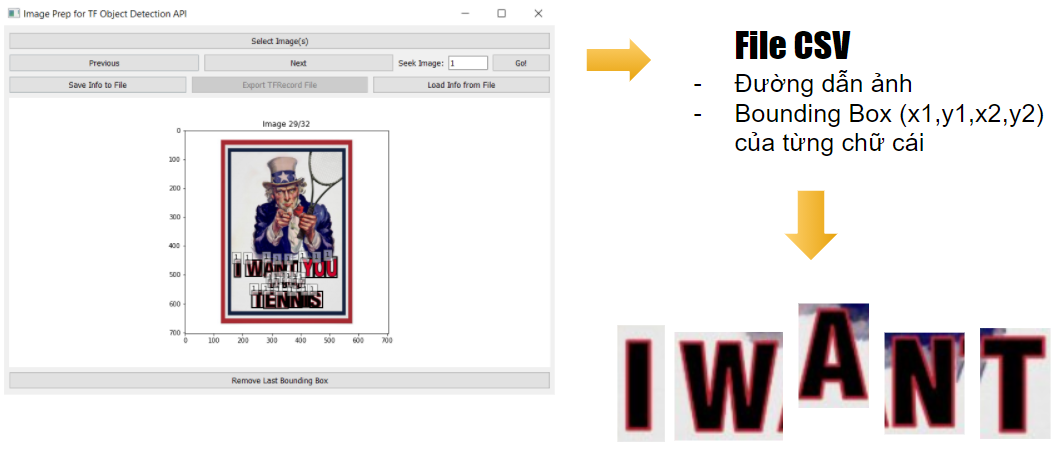 Image Prep for TF Object Detection API
Select Image(s)
Previous
Next
Seek Image:
1
Go!
Save Info to File
Export TFRecord File
Load Info from File
Image 29/32
0
100
200
300
400
500
600
700
0 100 200 300 400 500 600 700
I WANT YOU
TENNIS
Remove Last Bounding Box
File CSV
- Đường dẫn ảnh
- Bounding Box (x1,y1,x2,y2)
của từng chữ cái
I W A N T